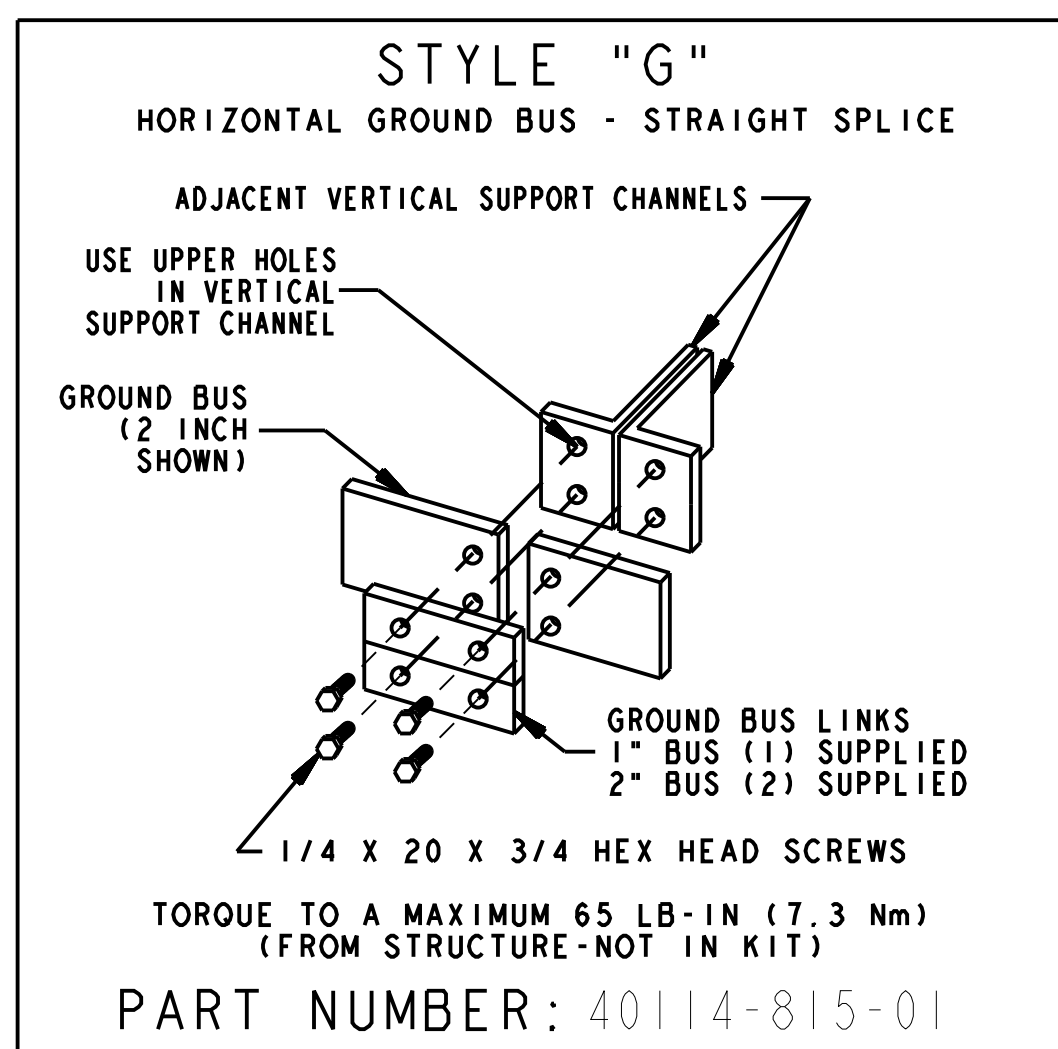 STYLE "G"
HORIZONTAL GROUND BUS - STRAIGHT SPLICE
ADJACENT VERTICAL SUPPORT CHANNELS
USE UPPER HOLES
IN VERTICAL
SUPPORT CHANNEL
GROUND BUS
(2 INCH
SHOWN)
GROUND BUS LINKS
1" BUS (1) SUPPLIED
2" BUS (2) SUPPLIED
1/4 X 20 X 3/4 HEX HEAD SCREWS
TORQUE TO A MAXIMUM 65 LB-IN (7.3 Nm)
(FROM STRUCTURE-NOT IN KIT)
PART NUMBER: 40114-815-01